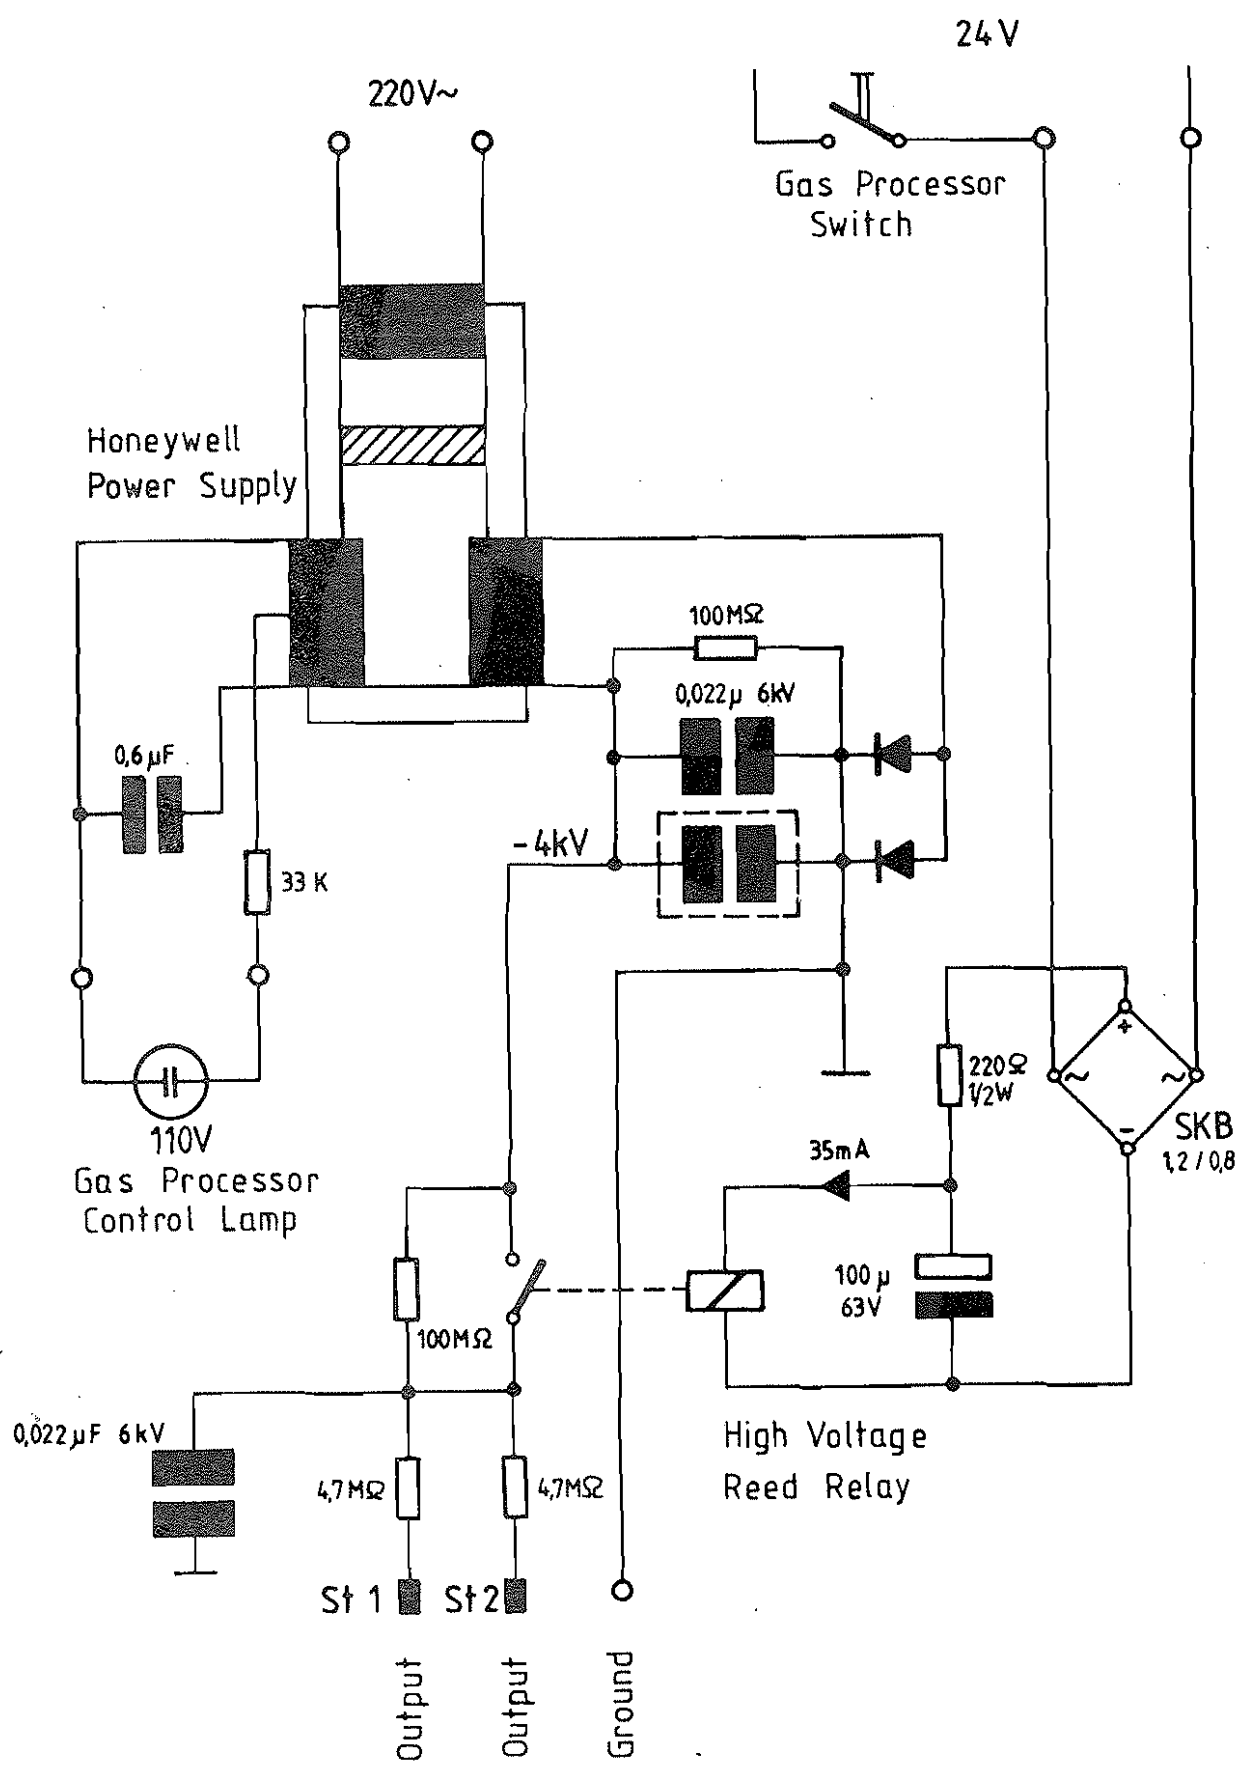 24V
220V~
Gas Processor
Switch
Honeywell
Power Supply
100MΩ
0,022µ 6kV
0,6µF
-4kV
33 K
+
220Ω
1/2W
~
~
-
SKB
1,2 / 0,8
110V
Gas Processor
Control Lamp
35mA
100 µ
63V
100MΩ
High Voltage
Reed Relay
0,022µF 6kV
4,7MΩ
4,7MΩ
St 1
St 2
Output
Output
Ground